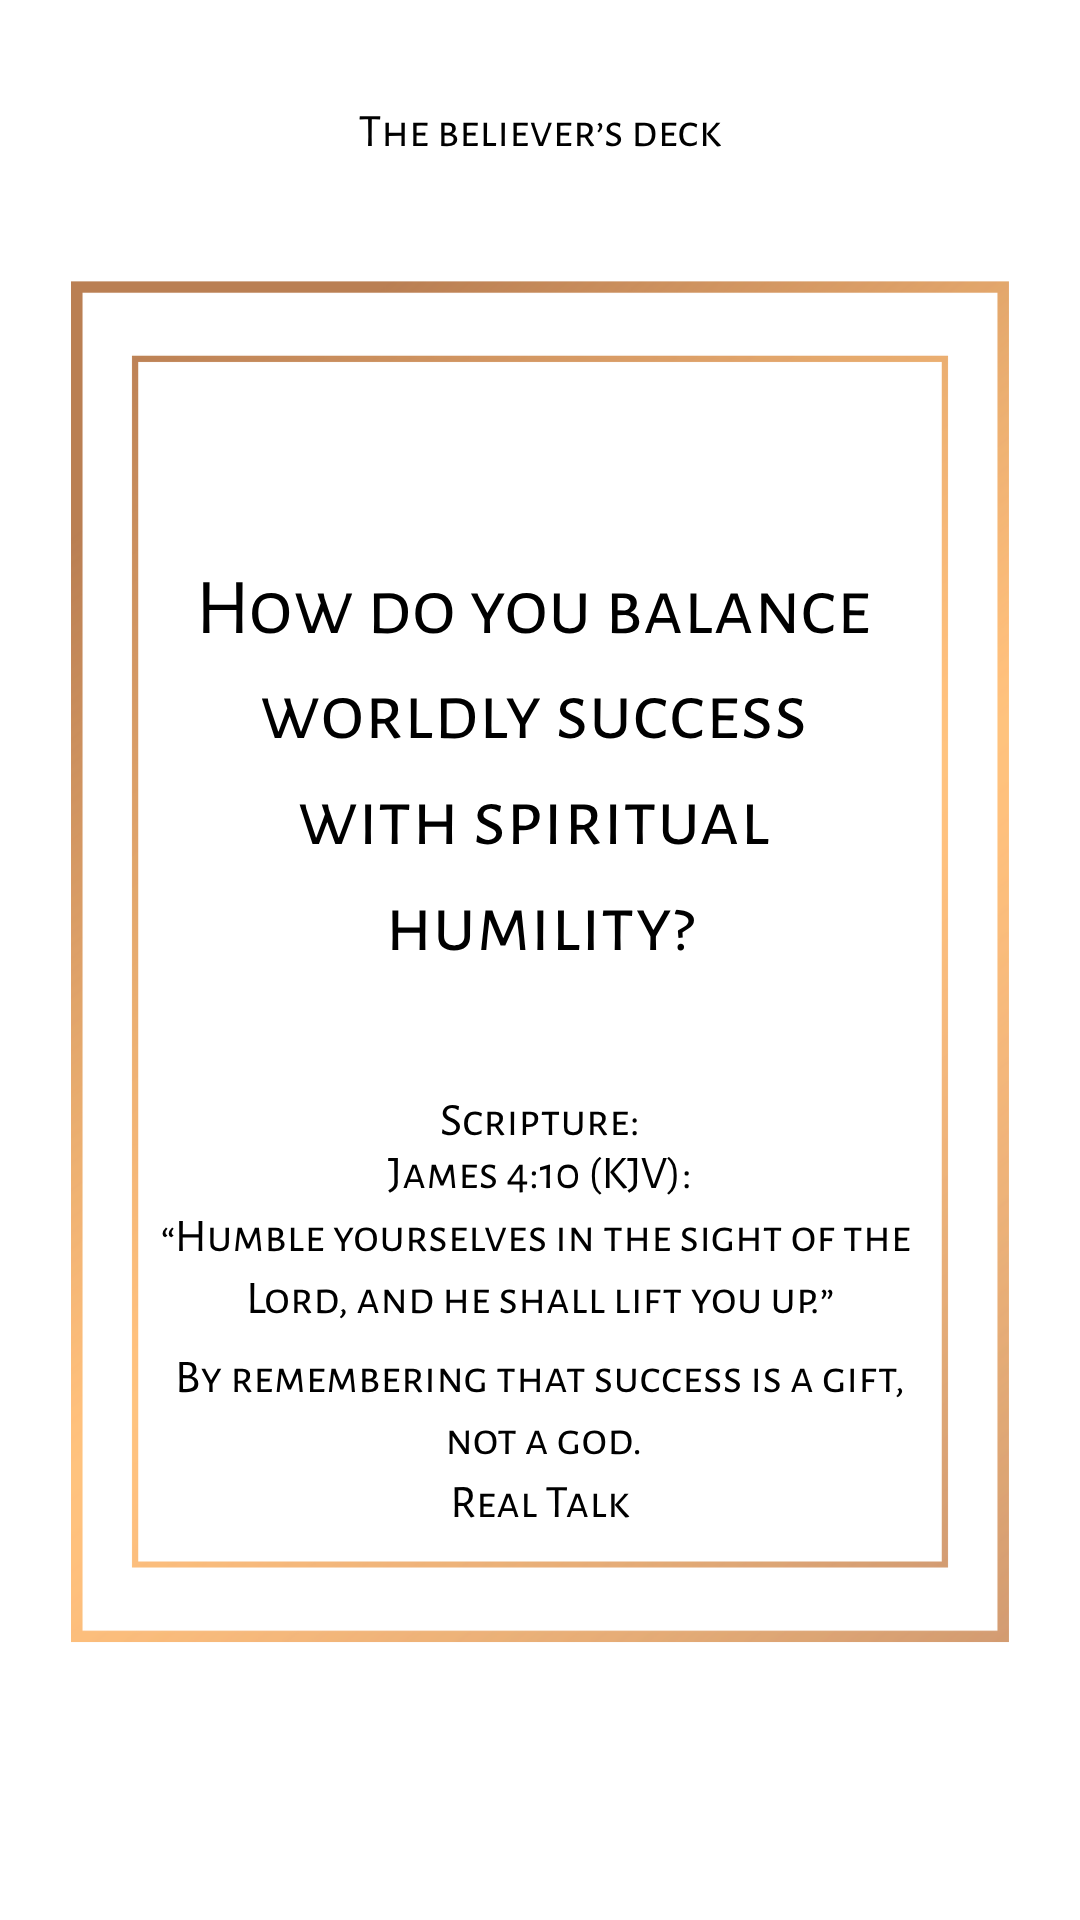 The believer’s deck
How do you balance
worldly success
with spiritual
humility?
Scripture:
James 4:10 (KJV):
“Humble yourselves in the sight of the
Lord, and he shall lift you up.”
By remembering that success is a gift,
not a god.
Real Talk